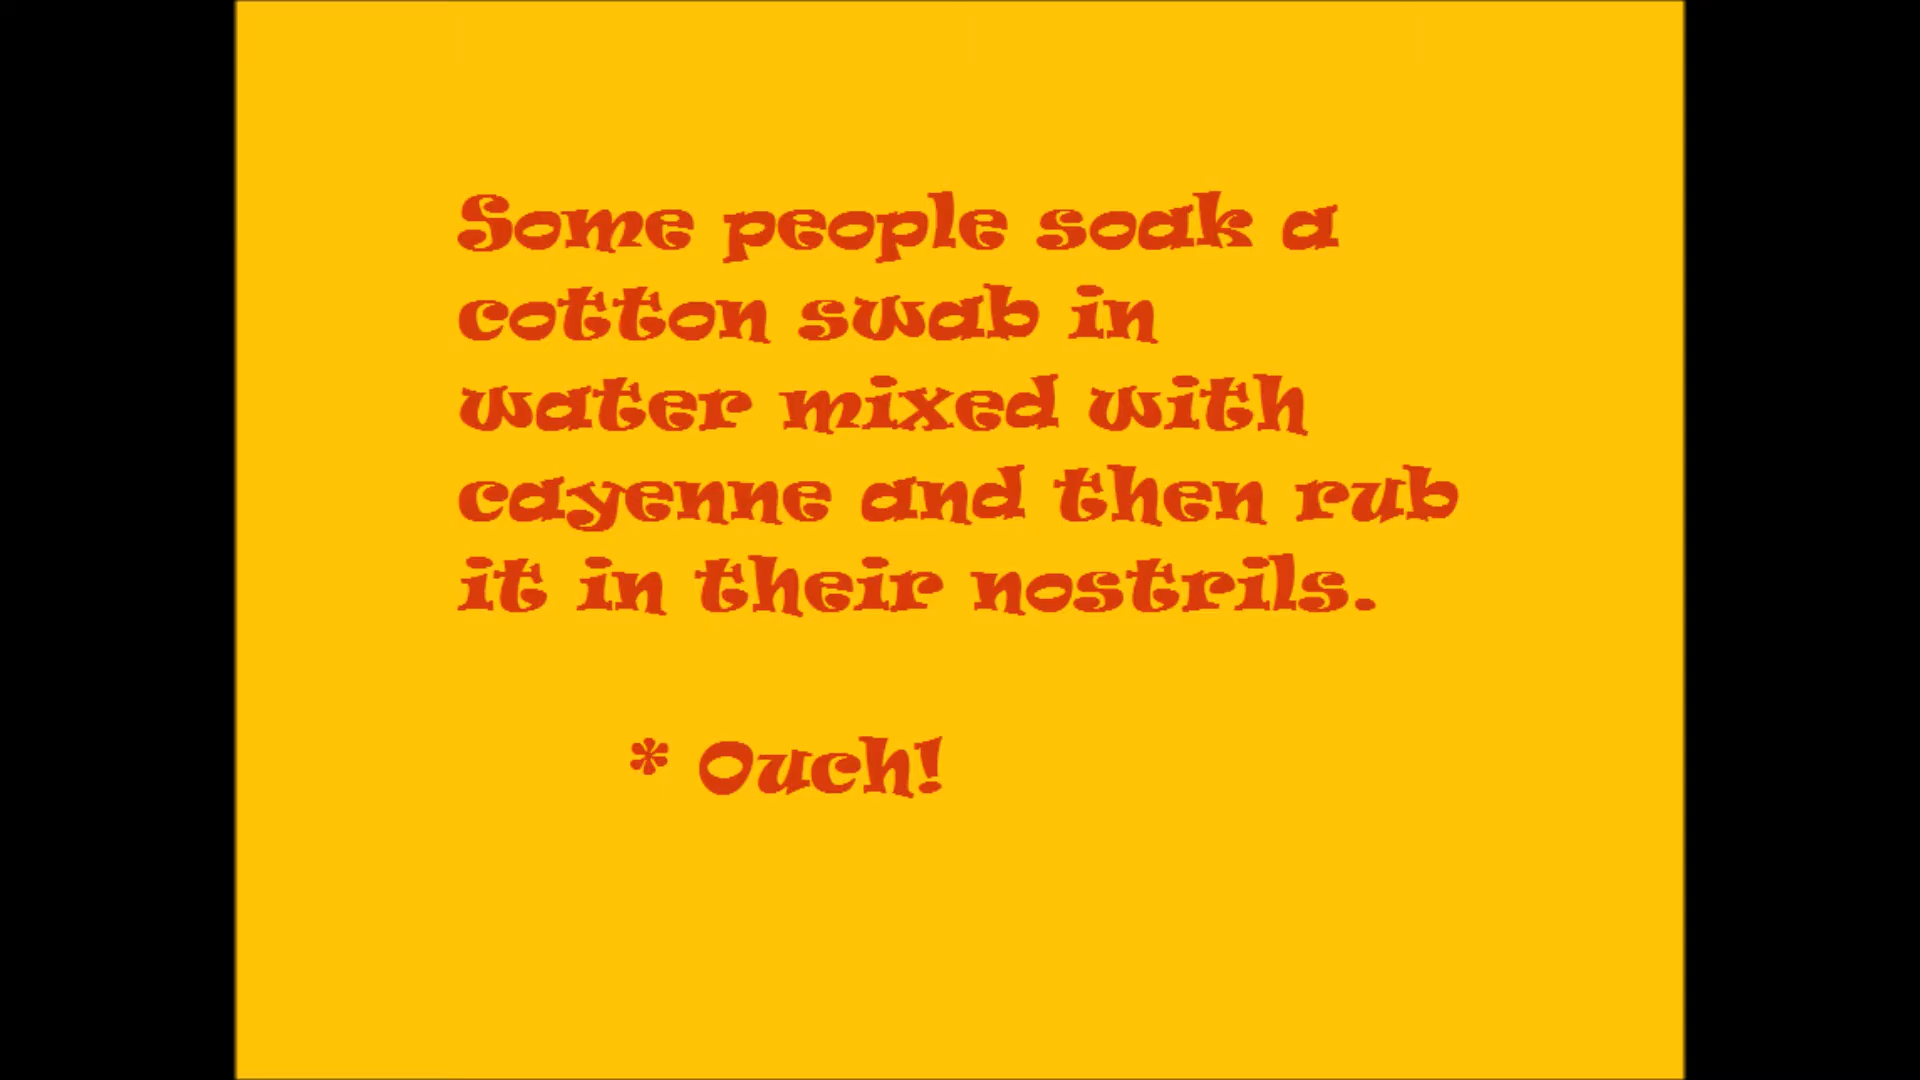 Some people soak a
cotton swab in
water mixed with
cayenne and then rub
it in their nostrils.
* Ouch!